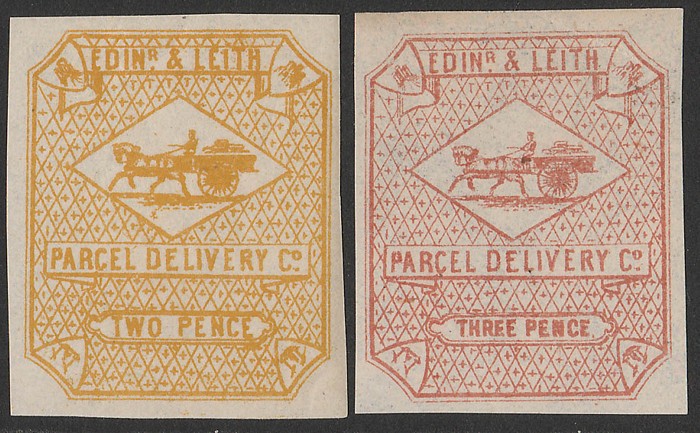 EDINR & LEITH
PARCEL DELIVERY Co
TWO PENCE
EDINR & LEITH
PARCEL DELIVERY Co
THREE PENCE